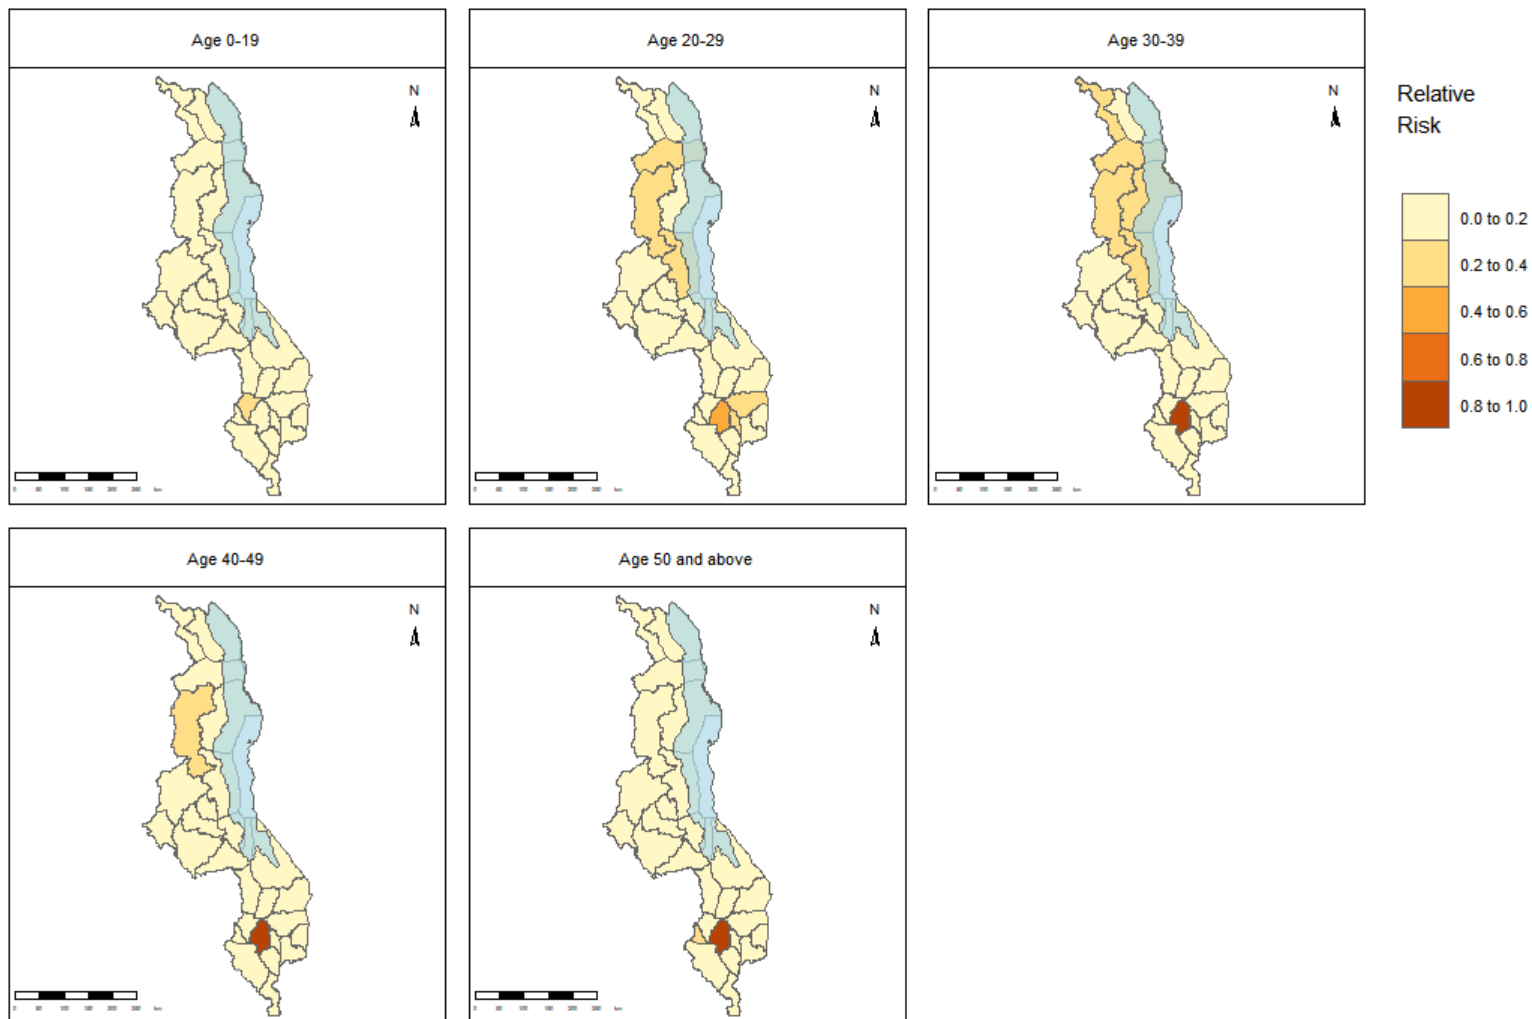 Age 0-19
Age 20-29
Age 30-39
N
N
N
Relative
Risk
0.0 to 0.2
0.2 to 0.4
0.4 to 0.6
0.6 to 0.8
0.8 to 1.0
Age 40-49
Age 50 and above
N
N